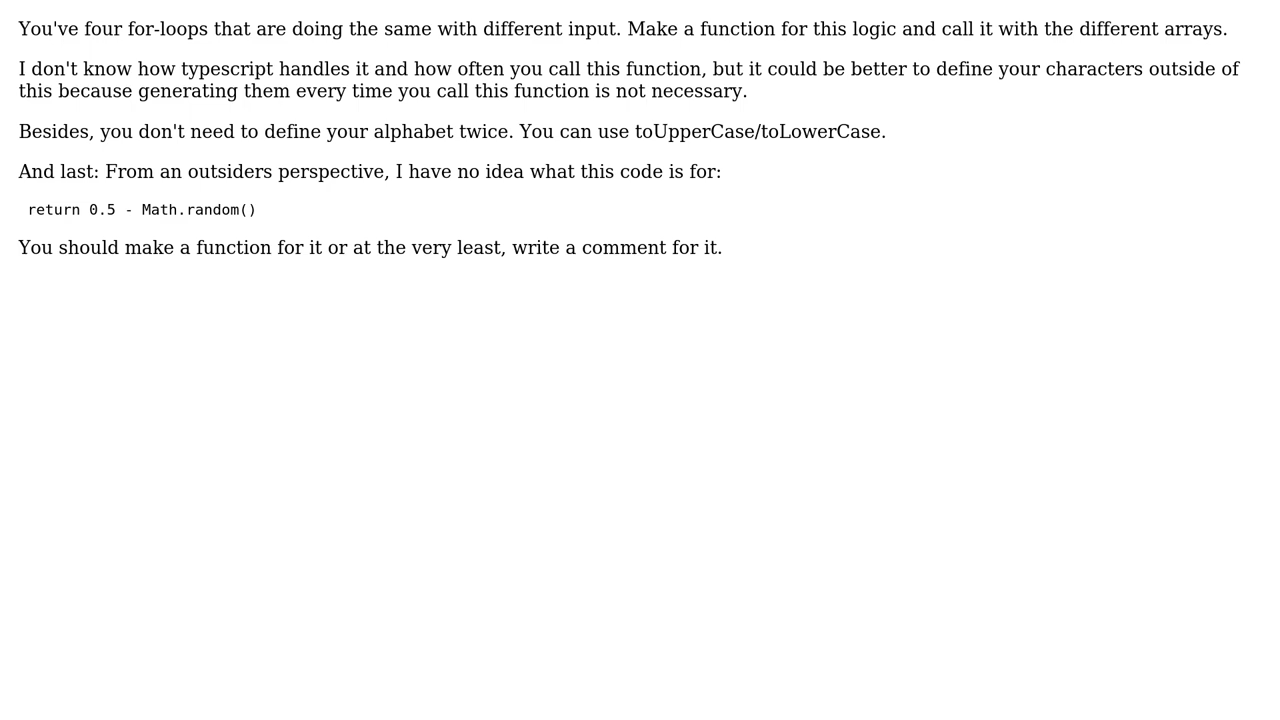 You've four for-loops that are doing the same with different input. Make a function for this logic and call it with the different arrays.
I don't know how typescript handles it and how often you call this function, but it could be better to define your characters outside of
this because generating them every time you call this function is not necessary.
Besides, you don't need to define your alphabet twice. You can use toUpperCase/toLowerCase.
And last: From an outsiders perspective, I have no idea what this code is for:
return 0.5 - Math.random()
You should make a function for it or at the very least, write a comment for it.